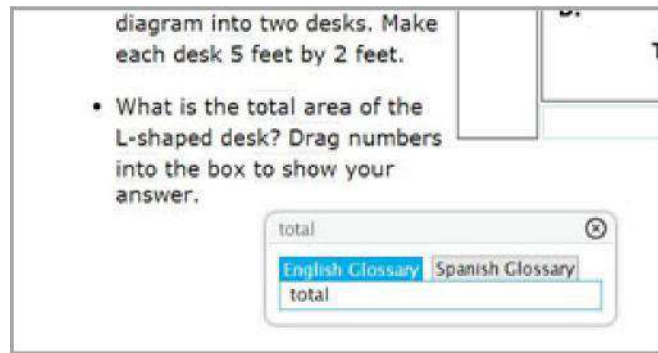 diagram into two desks. Make
each desk 5 feet by 2 feet.
• What is the total area of the
L-shaped desk? Drag numbers
into the box to show your
answer.
total
English Glossary Spanish Glossary
total